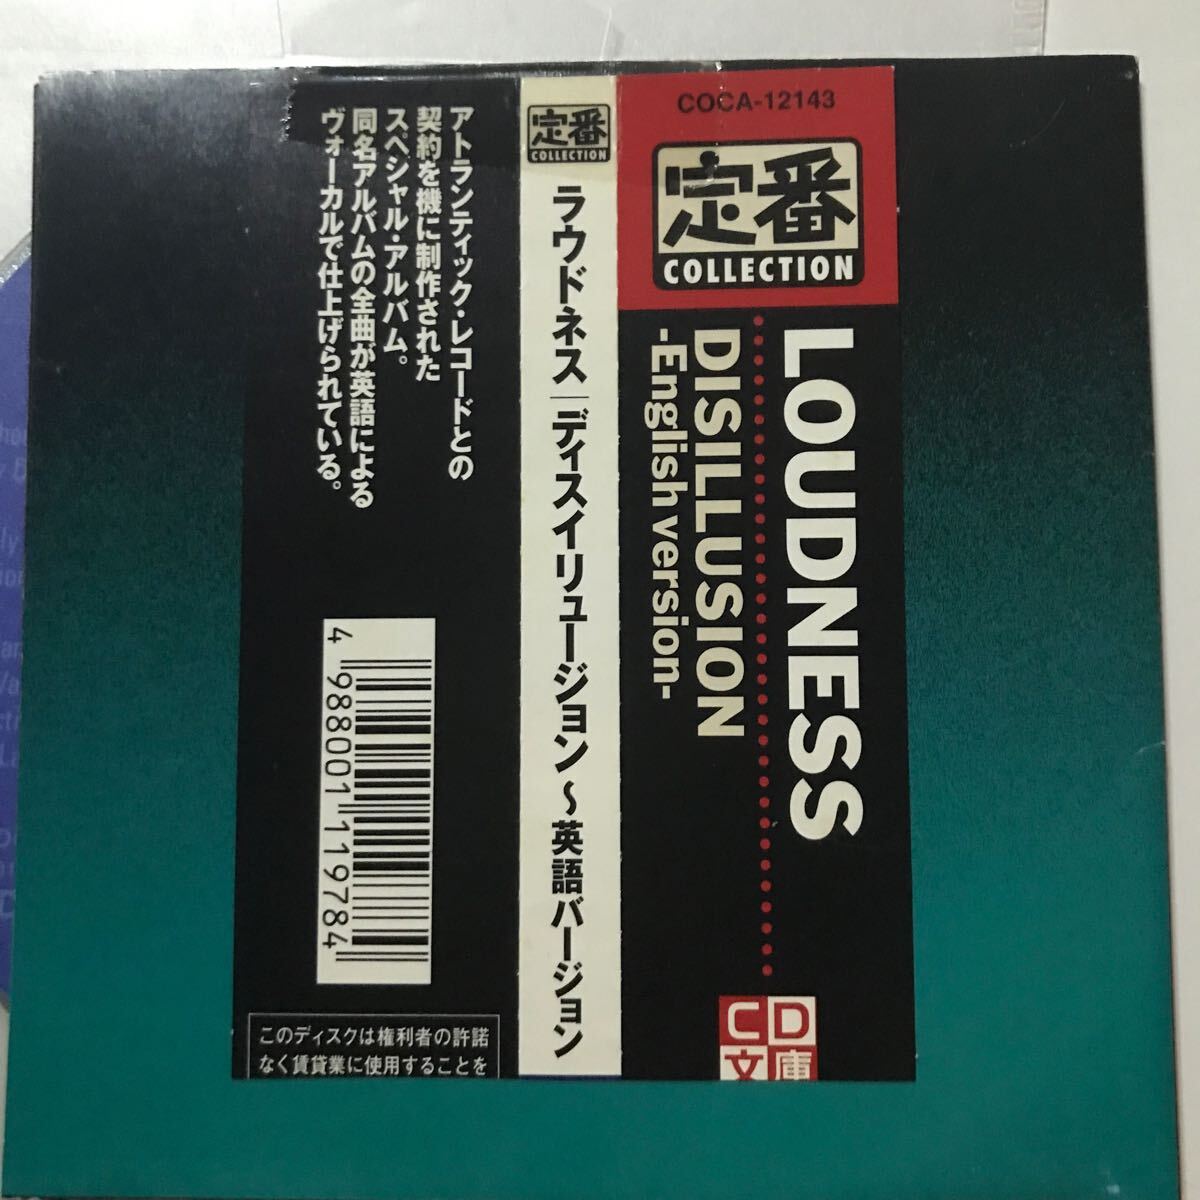 COCA-12143
定番
COLLECTION
LOUDNESS
DISILLUSION
-English version-
CD
文庫
定番
COLLECTION
ラウドネス｜ディスイリュージョン～英語バージョン
アトランティック・レコードとの
契約を機に制作された
スペシャル・アルバム。
同名アルバムの全曲が英語による
ヴォーカルで仕上げられている。
4 988001 119784
このディスクは権利者の許諾
なく賃貸業に使用することを